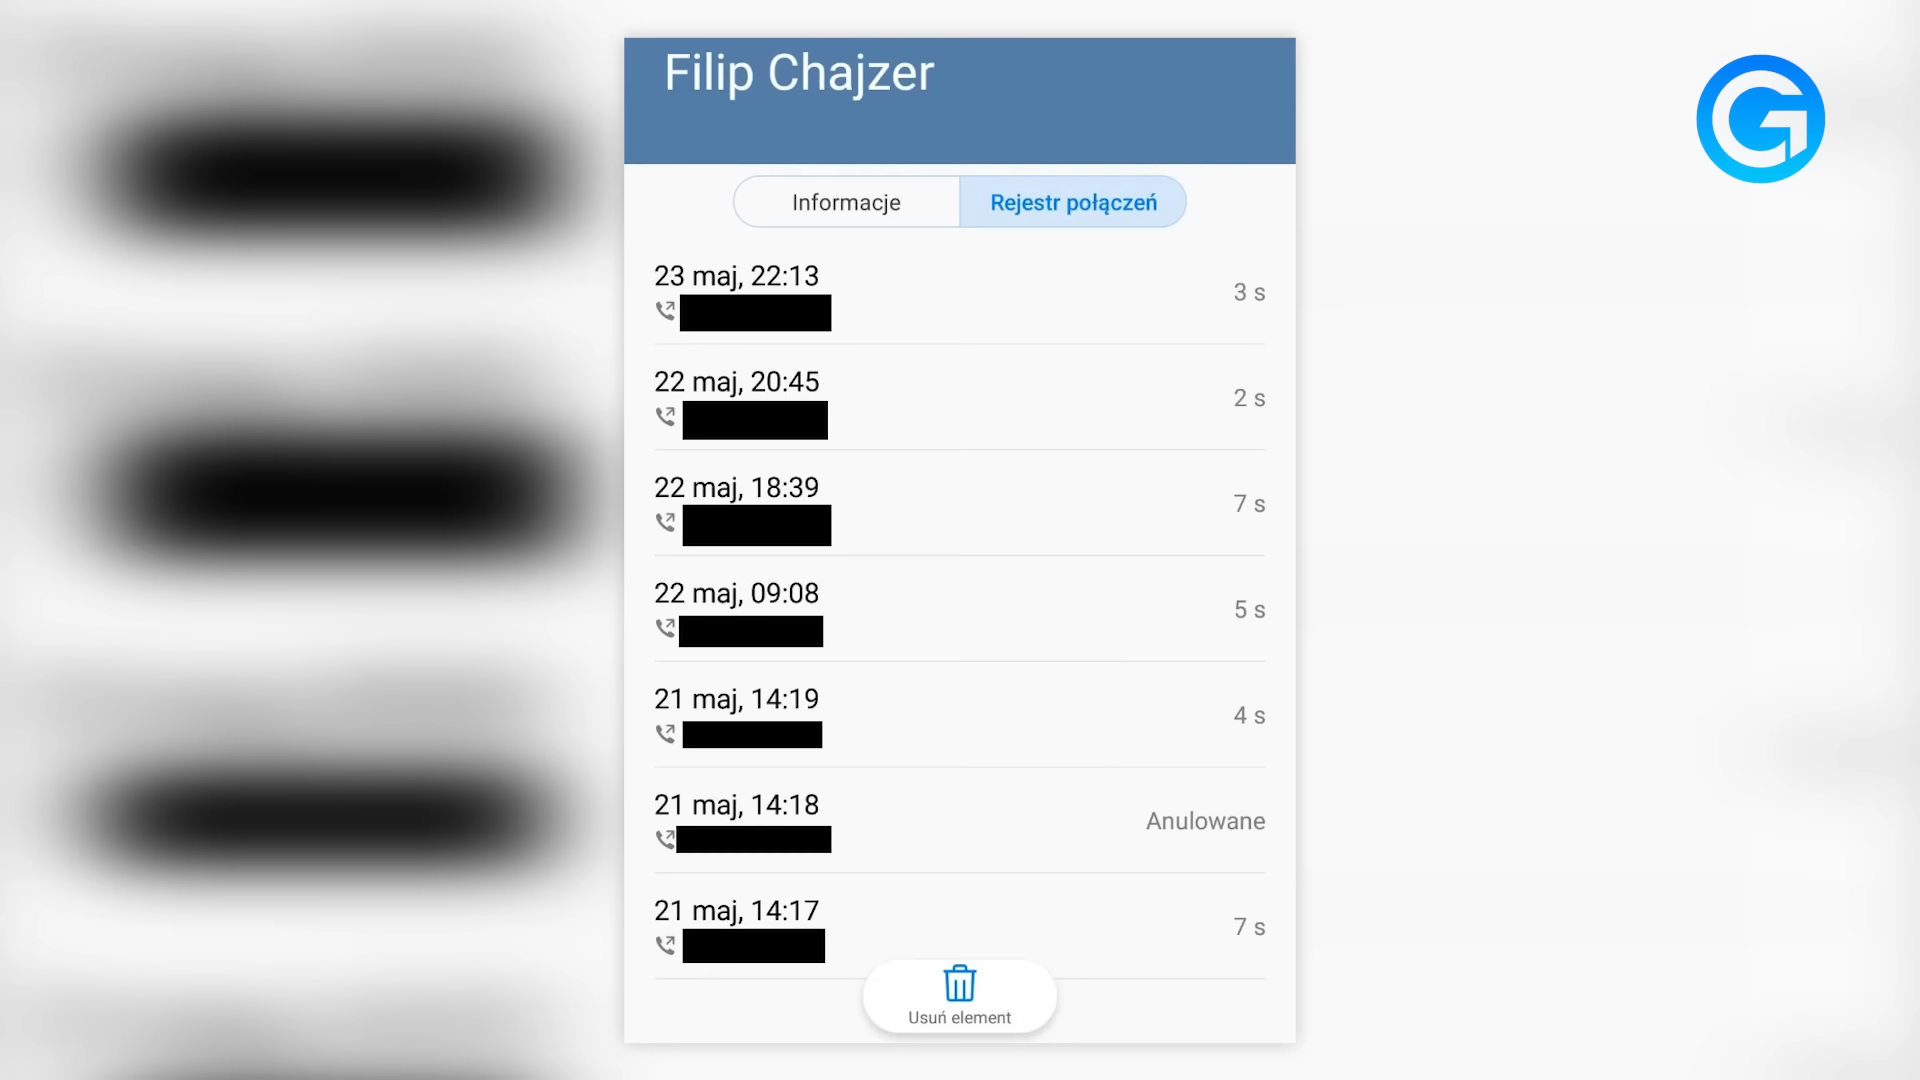 Filip Chajzer
Informacje
Rejestr połączeń
23 maj, 22:13
3 s
22 maj, 20:45
2 s
22 maj, 18:39
7 s
22 maj, 09:08
5 s
21 maj, 14:19
4 s
21 maj, 14:18
Anulowane
21 maj, 14:17
7 s
Usuń element